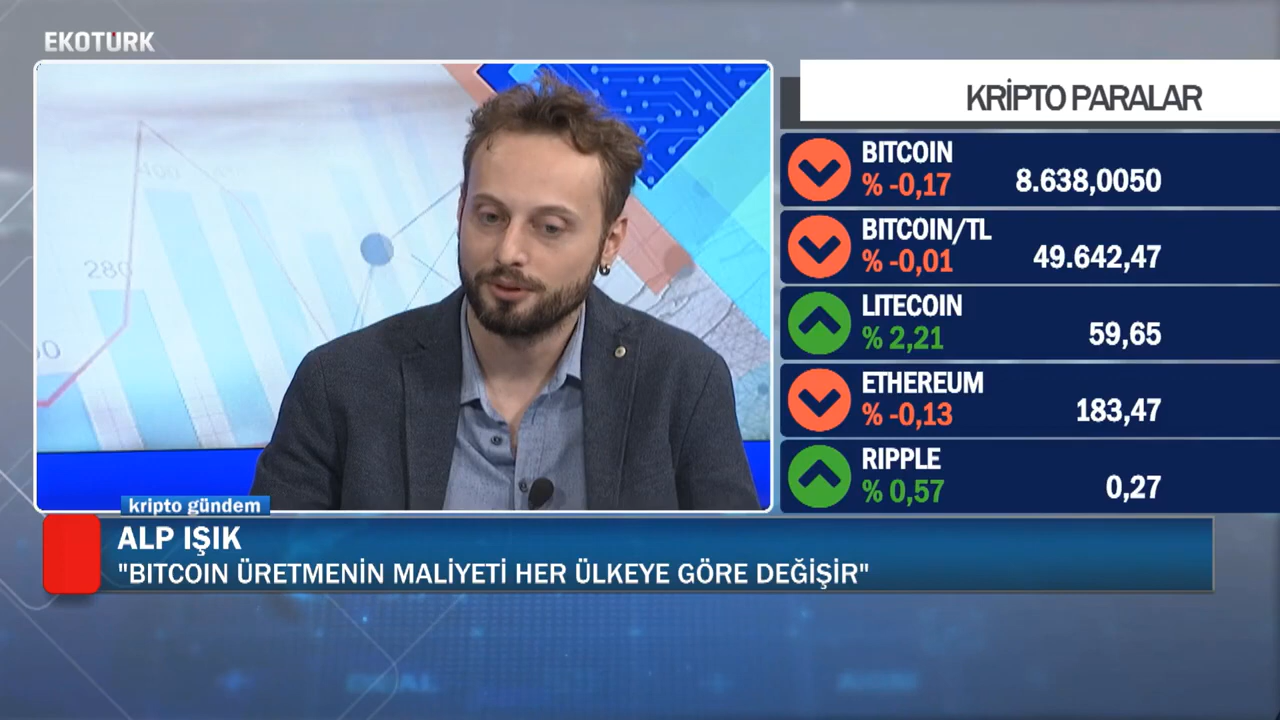 EKOTÜRK
400
280
KRİPTO PARALAR
BITCOIN
% -0,17
8.638,0050
BITCOIN/TL
% -0,01
49.642,47
LITECOIN
% 2,21
59,65
ETHEREUM
% -0,13
183,47
RIPPLE
% 0,57
0,27
kripto gündem
ALP IŞIK
"BITCOIN ÜRETMENİN MALİYETİ HER ÜLKEYE GÖRE DEĞİŞİR"